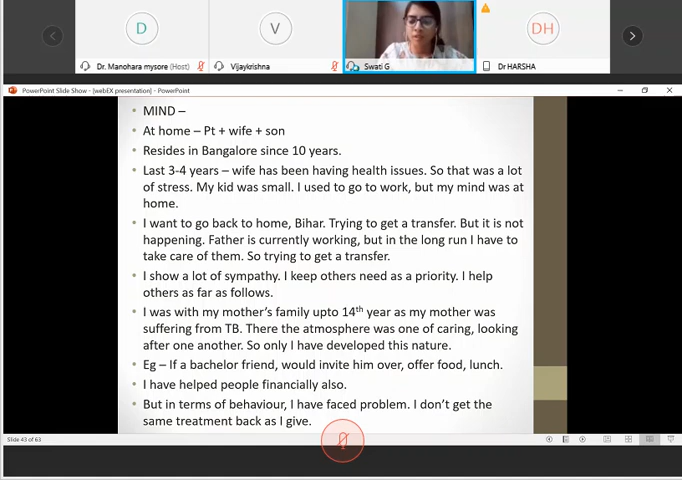 D
V
DH
Dr. Manohara mysore (Host)
Vijaykrishna
Swati G
Dr HARSHA
PowerPoint Slide Show - [webEX presentation] - PowerPoint
• MIND –
• At home – Pt + wife + son
• Resides in Bangalore since 10 years.
• Last 3-4 years – wife has been having health issues. So that was a lot
of stress. My kid was small. I used to go to work, but my mind was at
home.
• I want to go back to home, Bihar. Trying to get a transfer. But it is not
happening. Father is currently working, but in the long run I have to
take care of them. So trying to get a transfer.
• I show a lot of sympathy. I keep others need as a priority. I help
others as far as follows.
• I was with my mother's family upto 14th year as my mother was
suffering from TB. There the atmosphere was one of caring, looking
after one another. So only I have developed this nature.
• Eg – If a bachelor friend, would invite him over, offer food, lunch.
• I have helped people financially also.
• But in terms of behaviour, I have faced problem. I don't get the
same treatment back as I give.
Slide 43 of 63